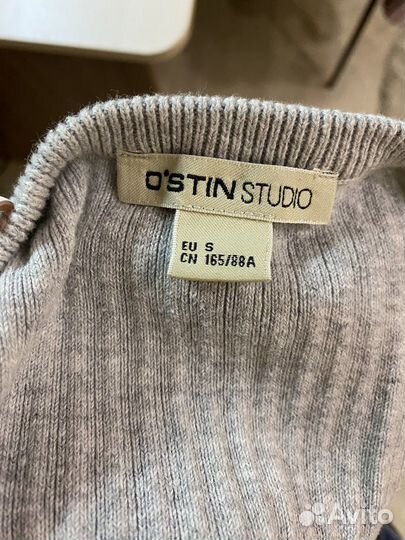 O'STIN STUDIO
EU S
CN 165/88A
Avito